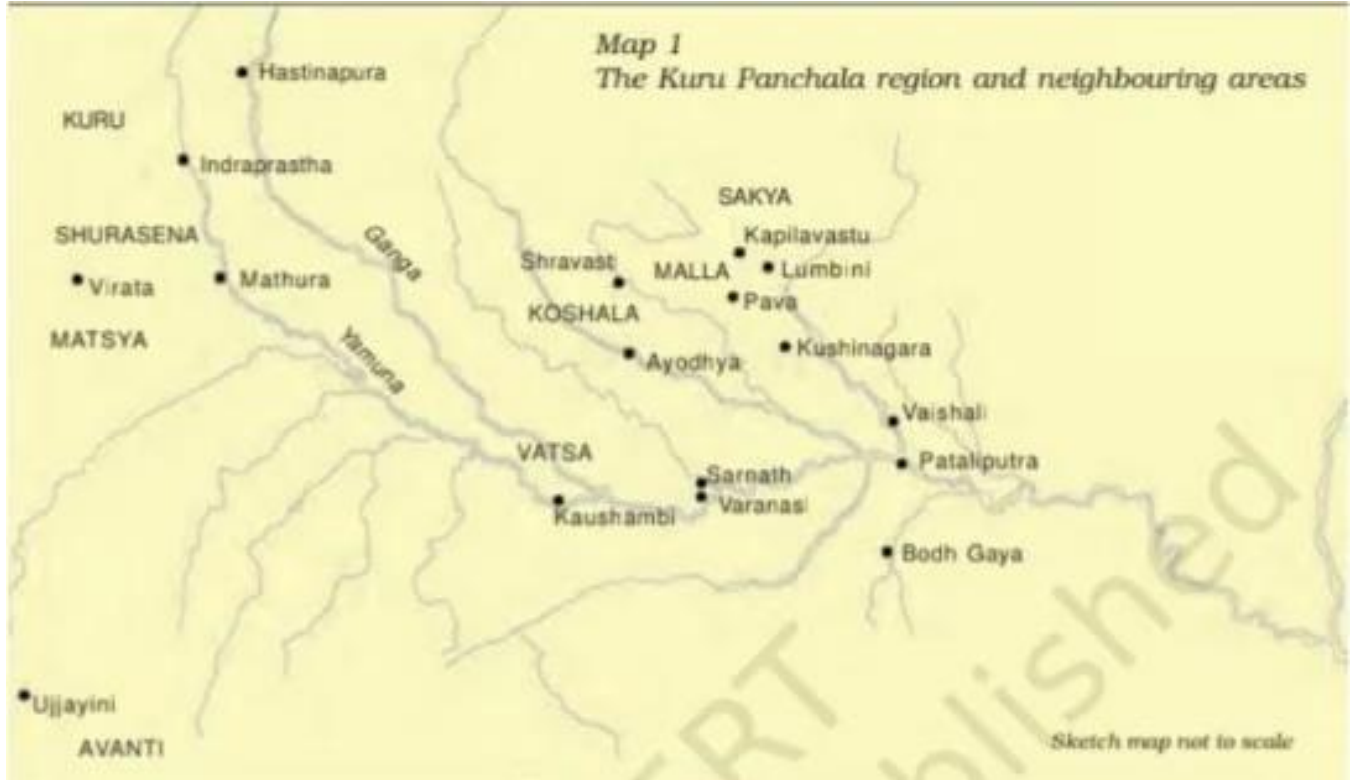 Map 1
The Kuru Panchala region and neighbouring areas
Hastinapura
KURU
Indraprastha
SAKYA
SHURASENA
Kapilavastu
Ganga
Shravast
MALLA
Lumbini
Virata
Mathura
Pava
KOSHALA
MATSYA
Yamuna
Ayodhya
Kushinagara
Vaishali
VATSA
Pataliputra
Sarnath
Varanasi
Kaushambi
Bodh Gaya
Ujjayini
AVANTI
Sketch map not to scale
blished